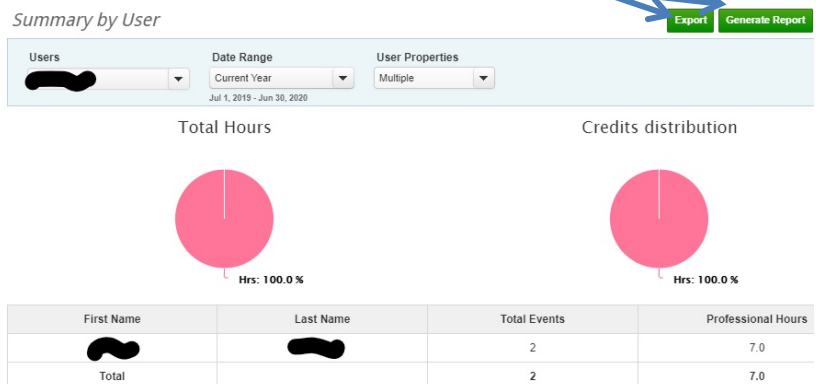 Summary by User
Export Generate Report
Users Date Range User Properties
Current Year Multiple
Jul 1, 2019 - Jun 30, 2020
Total Hours Credits distribution
Hrs: 100.0 % Hrs: 100.0 %
First Name Last Name Total Events Professional Hours
2 7.0
Total 2 7.0